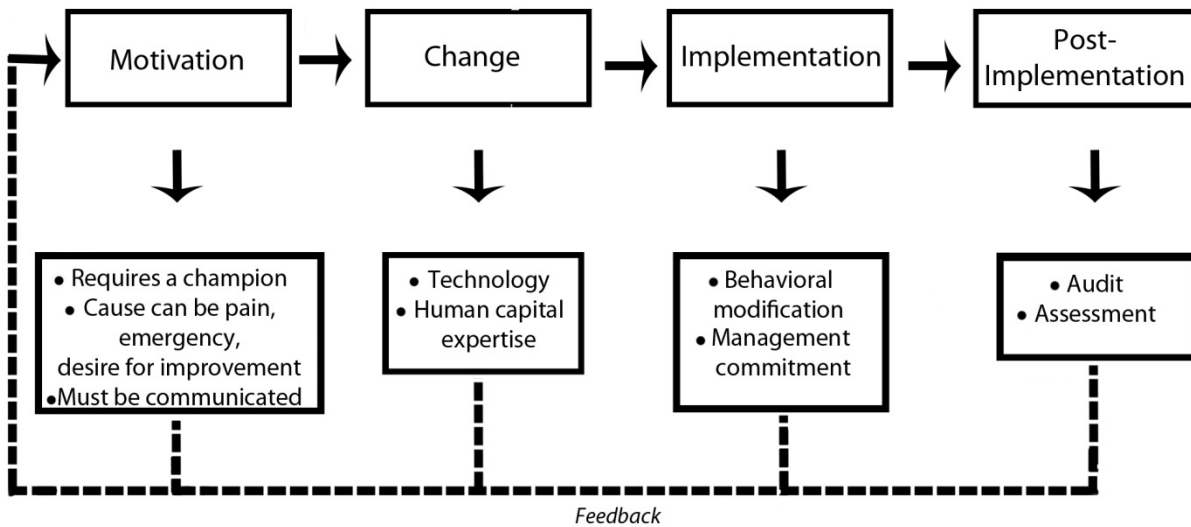 Motivation
Change
Implementation
Post-
Implementation
• Requires a champion
• Cause can be pain,
emergency,
desire for improvement
•Must be communicated
• Technology
• Human capital
expertise
• Behavioral
modification
• Management
commitment
• Audit
• Assessment
Feedback